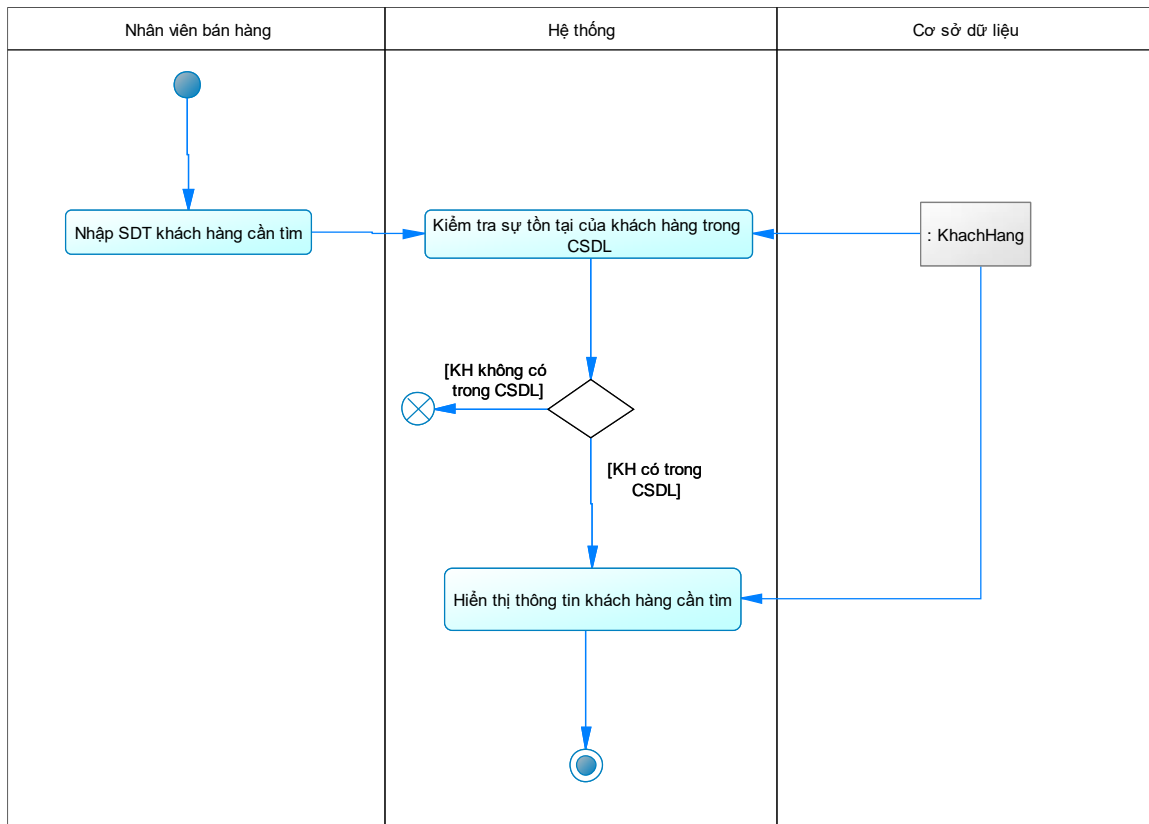 Nhân viên bán hàng
Hệ thống
Cơ sở dữ liệu
Nhập SDT khách hàng cần tìm
Kiểm tra sự tồn tại của khách hàng trong
CSDL
: KhachHang
[KH không có
trong CSDL]
[KH có trong
CSDL]
Hiển thị thông tin khách hàng cần tìm